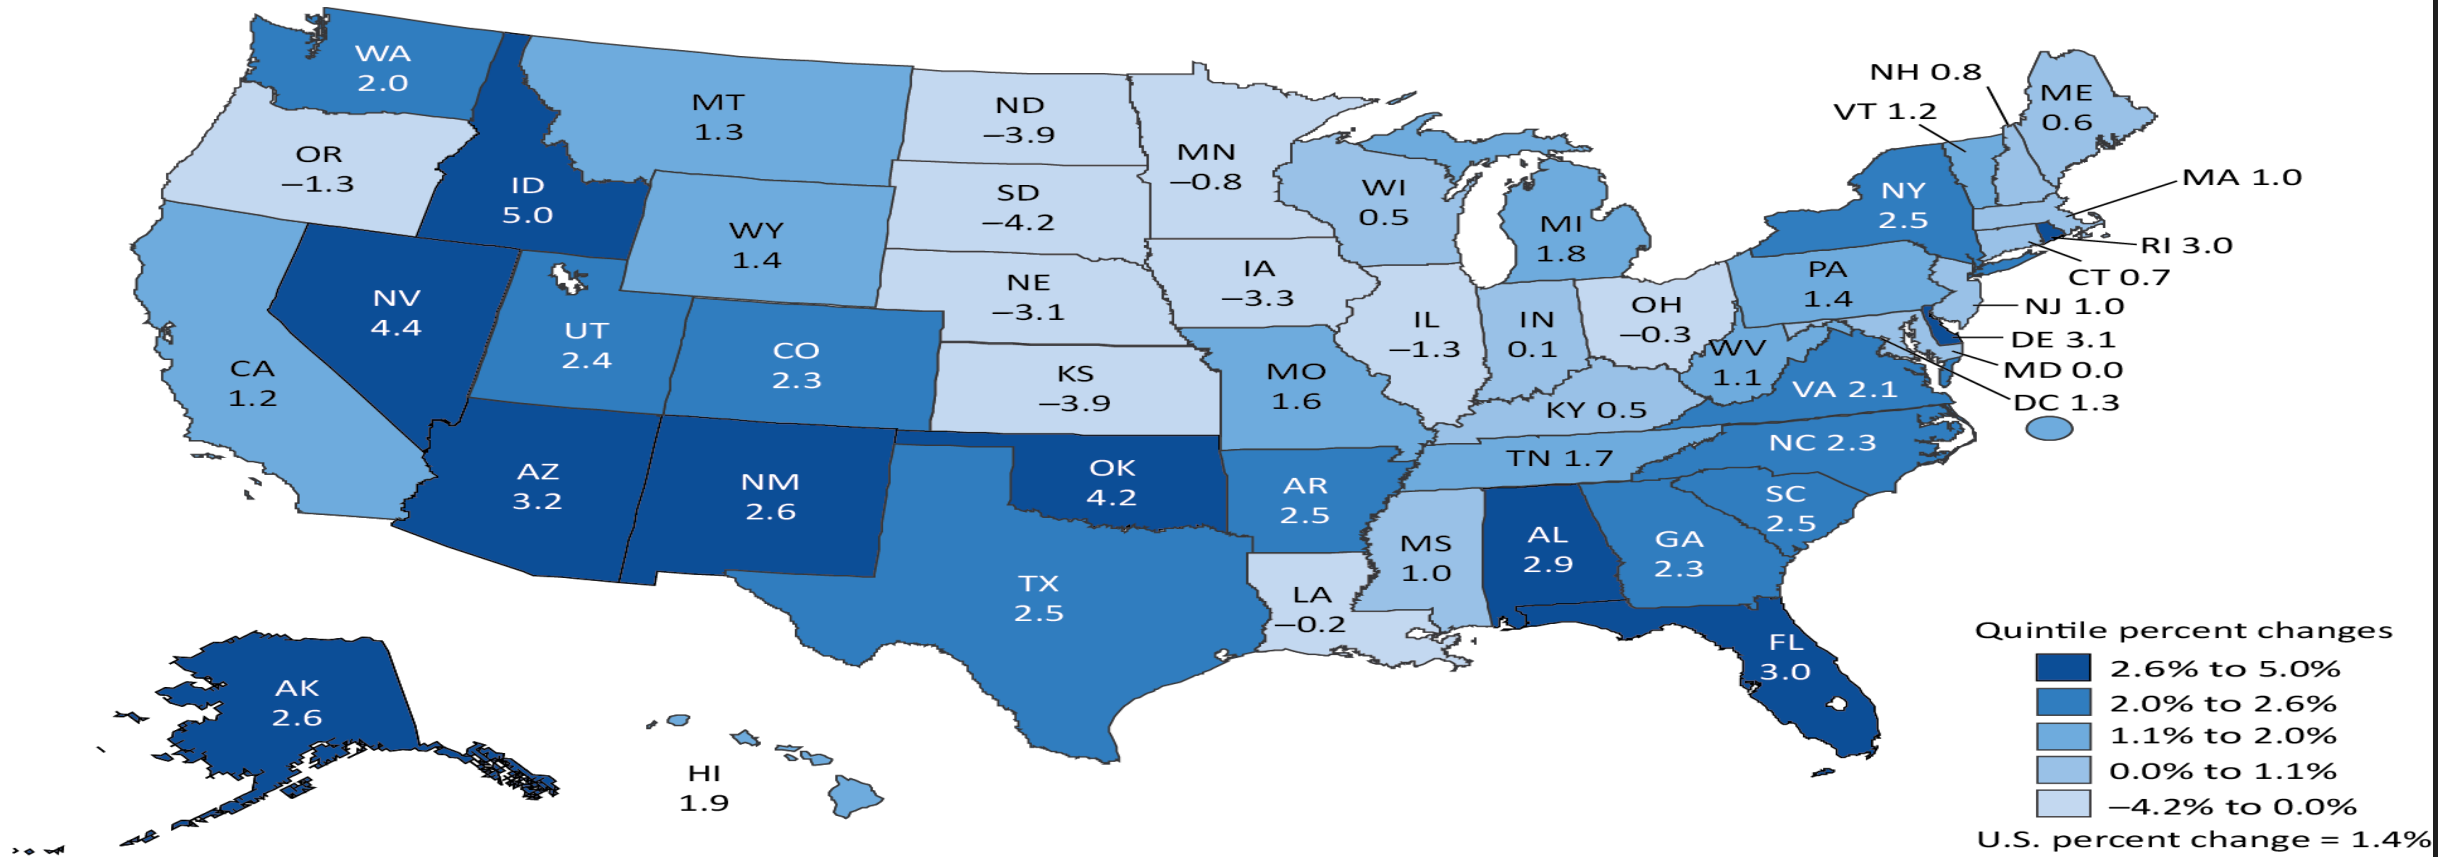 WA
2.0
OR
−1.3
ID
5.0
MT
1.3
ND
−3.9
MN
−0.8
SD
−4.2
WY
1.4
NV
4.4
UT
2.4
CA
1.2
CO
2.3
NE
−3.1
IA
−3.3
WI
0.5
MI
1.8
IL
−1.3
IN
0.1
OH
−0.3
KS
−3.9
MO
1.6
KY 0.5
WV
1.1
VA 2.1
PA
1.4
NY
2.5
VT 1.2
NH 0.8
ME
0.6
MA 1.0
RI 3.0
CT 0.7
NJ 1.0
DE 3.1
MD 0.0
DC 1.3
AZ
3.2
NM
2.6
OK
4.2
AR
2.5
TN 1.7
NC 2.3
SC
2.5
TX
2.5
LA
−0.2
MS
1.0
AL
2.9
GA
2.3
FL
3.0
AK
2.6
HI
1.9
Quintile percent changes
2.6% to 5.0%
2.0% to 2.6%
1.1% to 2.0%
0.0% to 1.1%
−4.2% to 0.0%
U.S. percent change = 1.4%